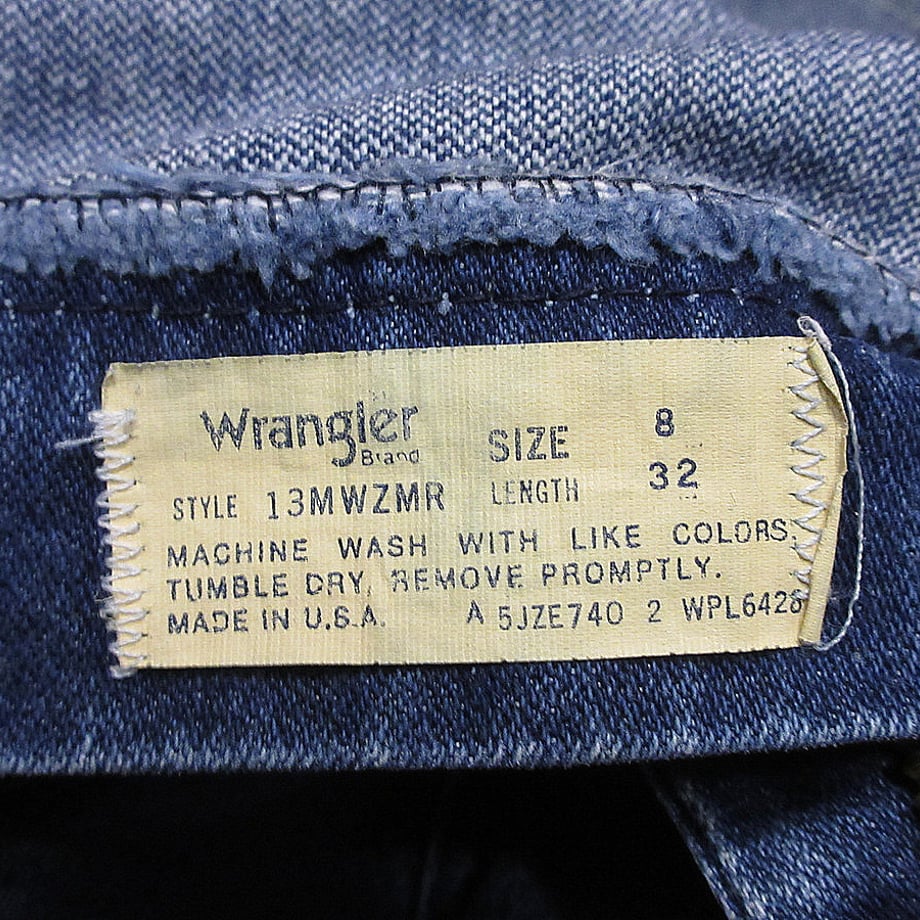 Wrangler
Brand
SIZE 8
STYLE 13MWZMR LENGTH 32
MACHINE WASH WITH LIKE COLORS.
TUMBLE DRY, REMOVE PROMPTLY.
MADE IN U.S.A. A 5JZE740 2 WPL6428